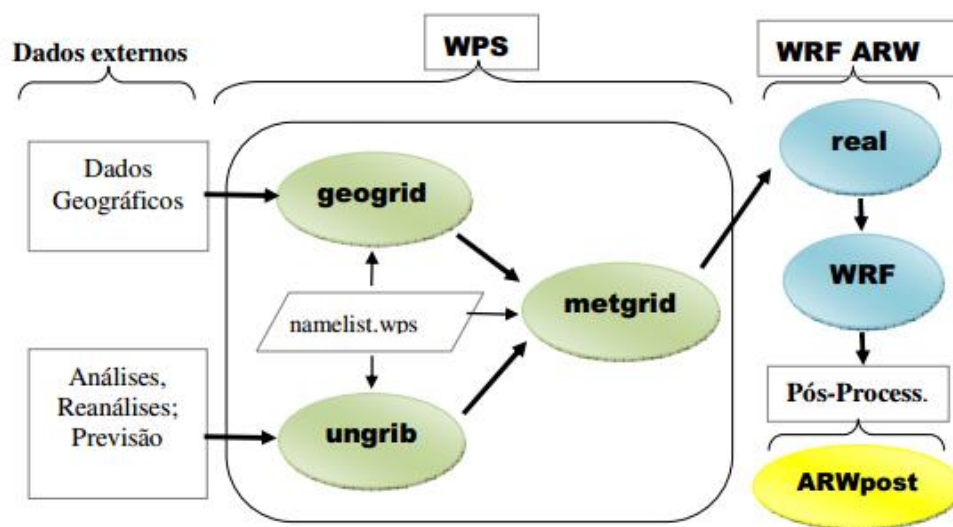 Dados externos
WPS
WRF ARW
Dados
Geográficos
geogrid
namelist.wps
metgrid
Análises,
Reanálises;
Previsão
ungrib
real
WRF
Pós-Process.
ARWpost